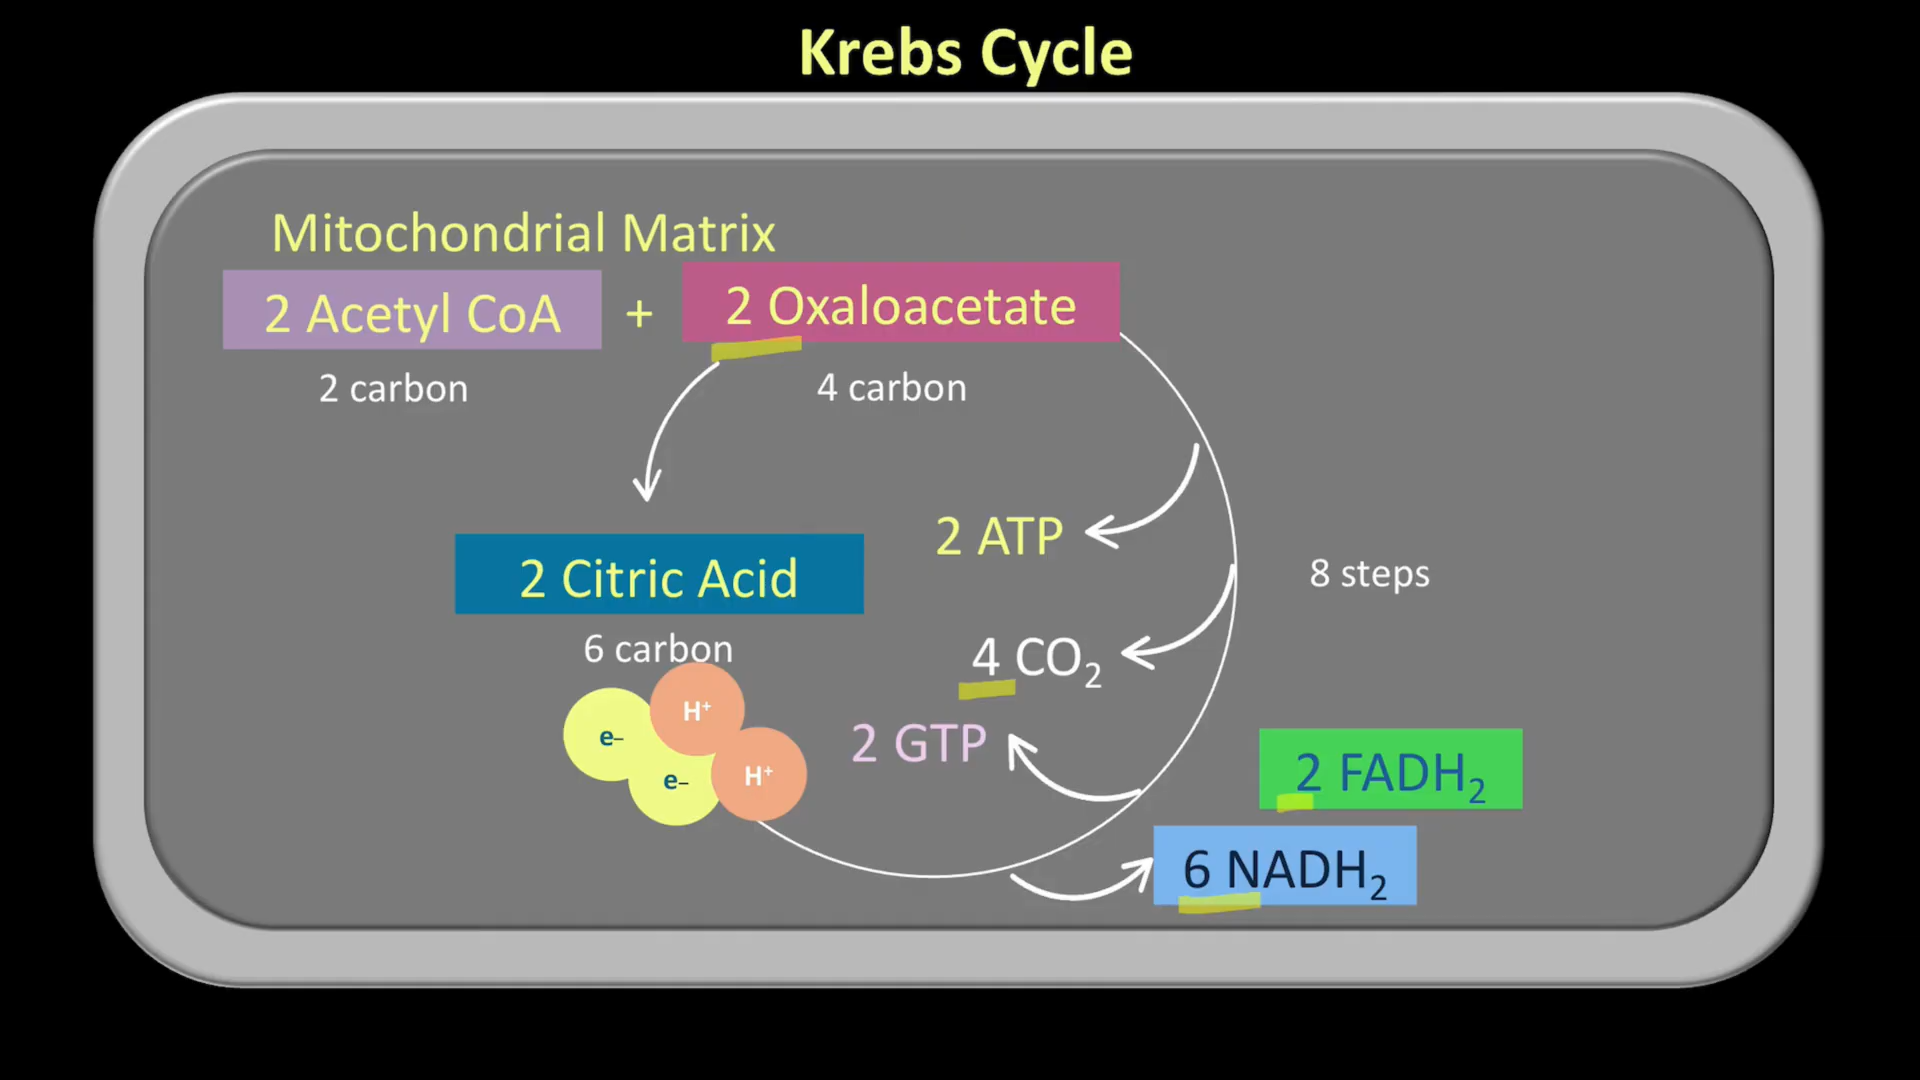 Krebs Cycle
Mitochondrial Matrix
2 Acetyl CoA + 2 Oxaloacetate
2 carbon
4 carbon
2 ATP
8 steps
2 Citric Acid
6 carbon
4 CO₂
H⁺
e–
2 GTP
H⁺
e–
2 FADH₂
6 NADH₂